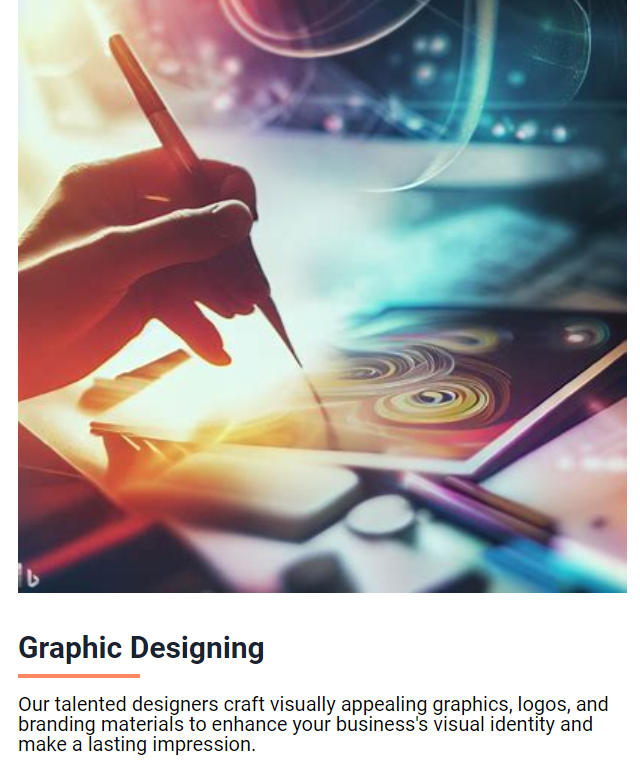 Graphic Designing
Our talented designers craft visually appealing graphics, logos, and
branding materials to enhance your business's visual identity and
make a lasting impression.